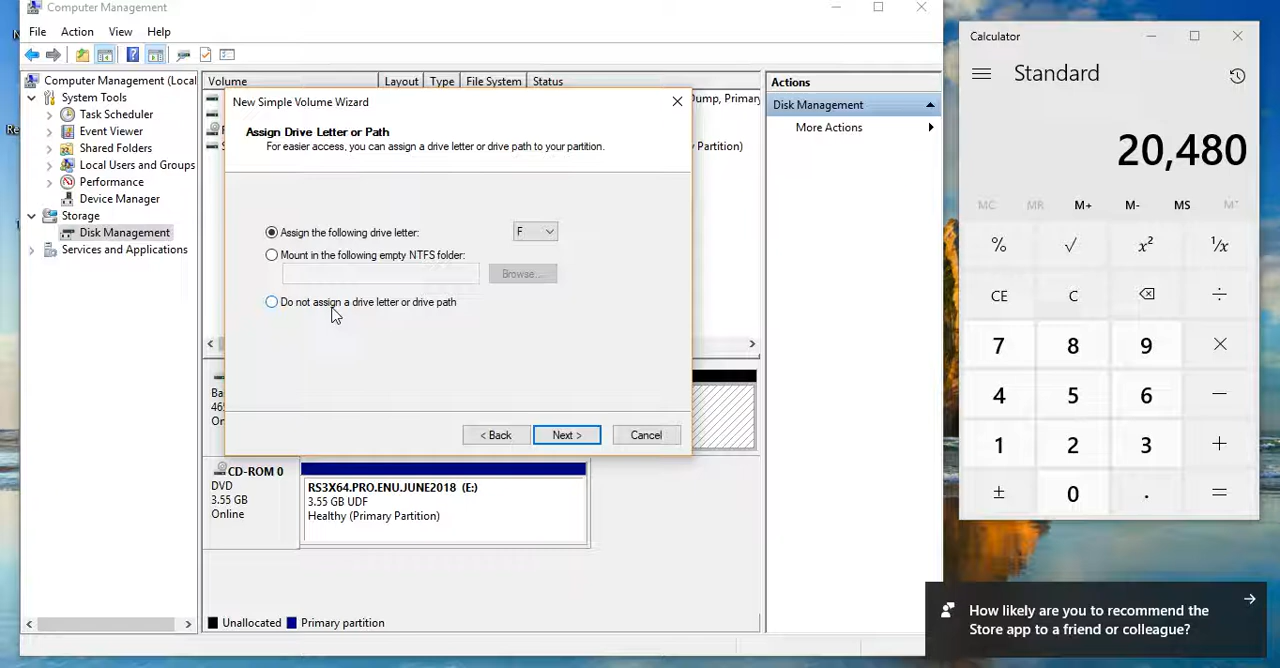 Computer Management
File Action View Help
Computer Management (Local
System Tools
Task Scheduler
Event Viewer
Shared Folders
Local Users and Groups
Performance
Device Manager
Storage
Disk Management
Services and Applications
Volume Layout Type File System Status
Dump, Primary
Partition)
New Simple Volume Wizard
Assign Drive Letter or Path
For easier access, you can assign a drive letter or drive path to your partition.
Assign the following drive letter: F
Mount in the following empty NTFS folder:
Browse...
Do not assign a drive letter or drive path
< Back Next > Cancel
Ba
On
CD-ROM 0
DVD
3.55 GB
Online
RS3X64.PRO.ENU.JUNE2018 (E:)
3.55 GB UDF
Healthy (Primary Partition)
Unallocated Primary partition
Actions
Disk Management
More Actions
Calculator
Standard
20,480
MC MR M+ M- MS M˅
% √ x² ¹/x
CE C ÷
7 8 9 ×
4 5 6 −
1 2 3 +
± 0 . =
How likely are you to recommend the
Store app to a friend or colleague?